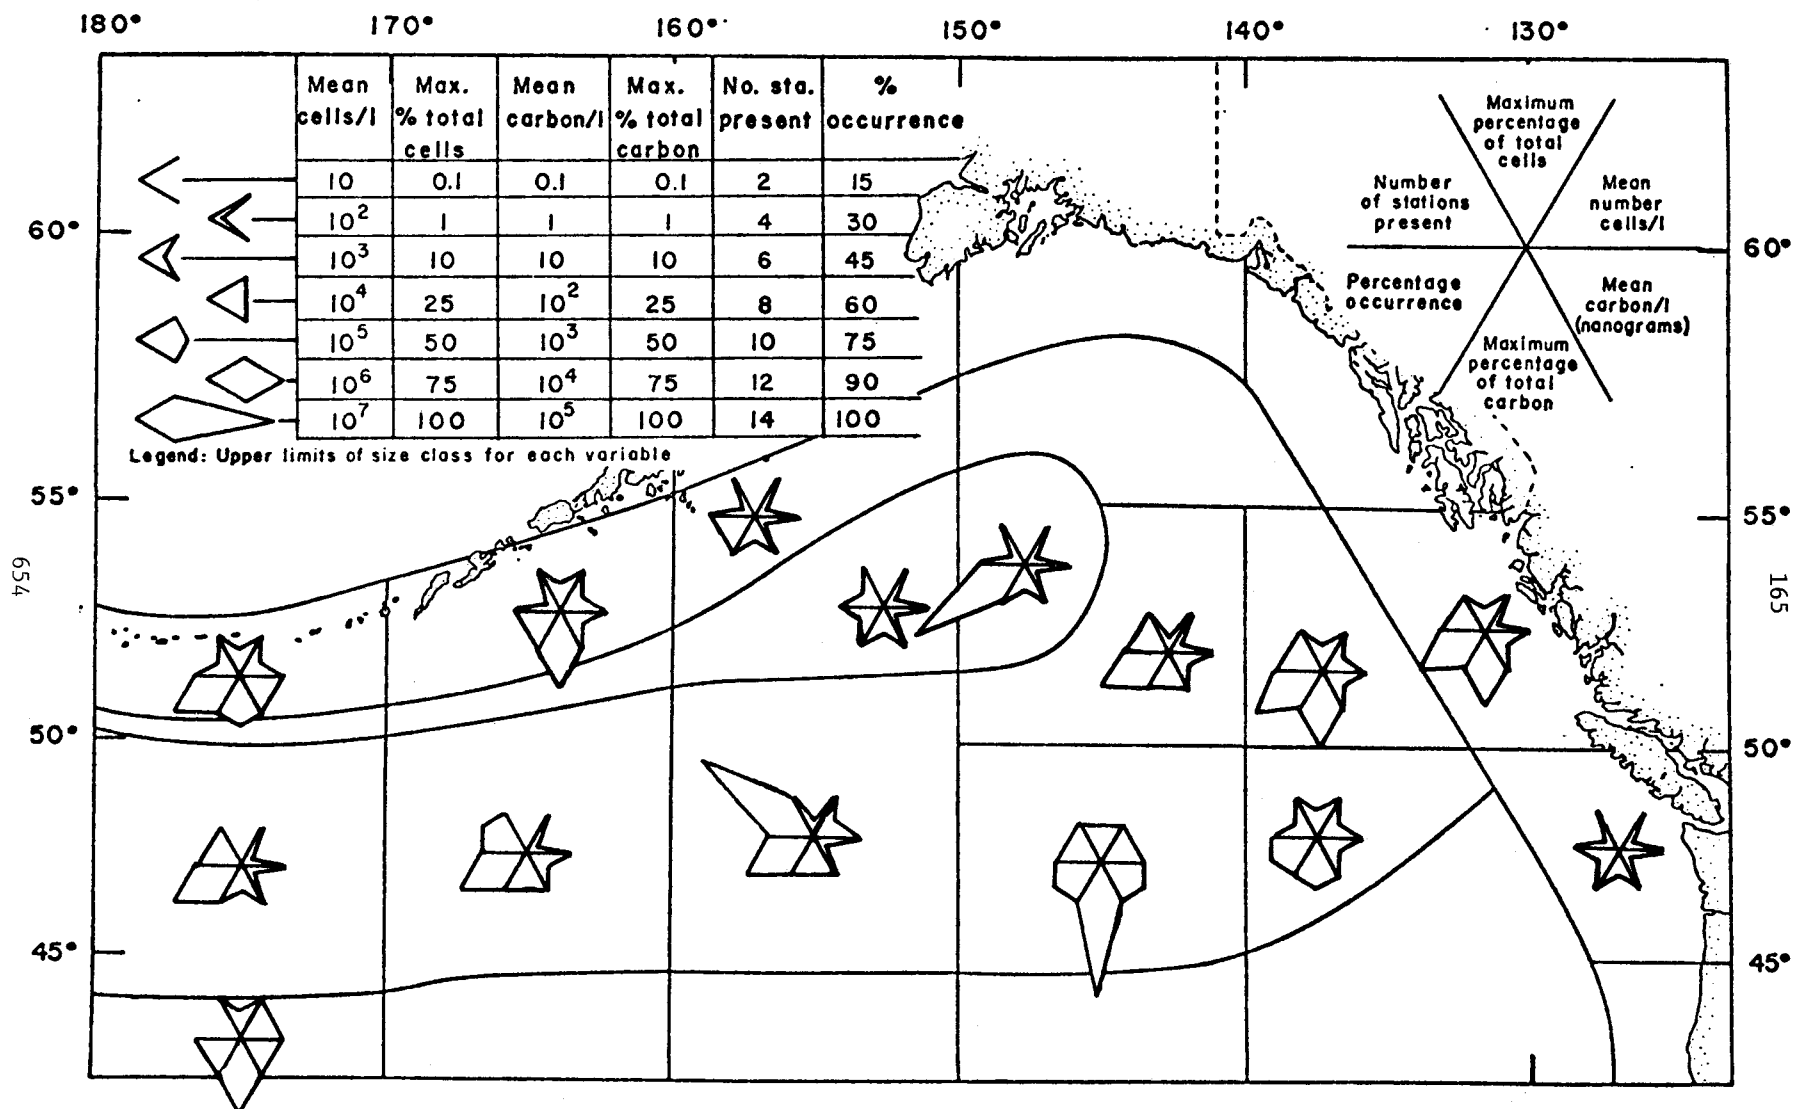 180° 170° 160° 150° 140° 130°
Mean Max. Mean Max. No. sta. %
cells/l % total carbon/l % total present occurrence
cells carbon
10 0.1 0.1 0.1 2 15
10² 1 1 1 4 30
10³ 10 10 10 6 45
10⁴ 25 10² 25 8 60
10⁵ 50 10³ 50 10 75
10⁶ 75 10⁴ 75 12 90
10⁷ 100 10⁵ 100 14 100
Legend: Upper limits of size class for each variable
Maximum
percentage
of total
cells
Number
of stations
present
Mean
number
cells/l
Percentage
occurrence
Mean
carbon/l
(nanograms)
Maximum
percentage
of total
carbon
60° 60°
55° 55°
50° 50°
45° 45°
654
165